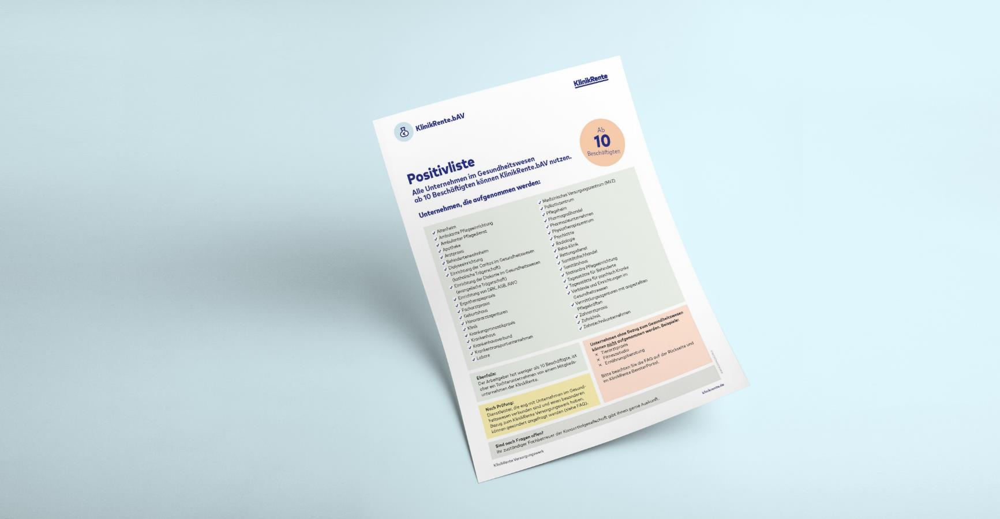 KlinikRente
KlinikRente.bAV
Ab
10
Beschäftigten
Positivliste
Alle Unternehmen im Gesundheitswesen
ab 10 Beschäftigten können KlinikRente.bAV nutzen.
Unternehmen, die aufgenommen werden:
Altenheim
Ambulante Pflegeeinrichtung
Ambulanter Pflegedienst
Apotheke
Arztpraxis
Behindertenwohnheim
Dialyseeinrichtung
Einrichtung der Caritas im Gesundheitswesen
(katholische Trägerschaft)
Einrichtung der Diakonie im Gesundheitswesen
(evangelische Trägerschaft)
Einrichtung von DRK, ASB, AWO
Ergotherapiepraxis
Facharztpraxis
Geburtshaus
Honorararztagenturen
Klinik
Krankengymnastikpraxis
Krankenhaus
Krankenhausverbund
Krankentransportunternehmen
Labore
Medizinisches Versorgungszentrum (MVZ)
Palliativzentrum
Pflegeheim
Pharmagroßhandel
Pharmazieunternehmen
Physiotherapiezentrum
Psychiatrie
Radiologie
Reha-Klinik
Rettungsdienst
Sanitätsfachhandel
Sanitätshaus
Stationäre Pflegeeinrichtung
Tagesstätte für Behinderte
Tagesstätte für psychisch Kranke
Verbände und Einrichtungen im
Gesundheitswesen
Vermittlungsagenturen mit angestellten
Pflegekräften
Zahnarztpraxis
Zahnklinik
Zahntechnikunternehmen
Ebenfalls:
Der Arbeitgeber hat weniger als 10 Beschäftigte, ist
aber ein Tochterunternehmen von einem Mitglieds-
unternehmen der KlinikRente.
Nach Prüfung:
Dienstleister, die eng mit Unternehmen im Gesund-
heitswesen verbunden sind und einen besonderen
Bezug zum KlinikRente Versorgungswerk haben,
können gesondert angefragt werden (siehe FAQ).
Unternehmen ohne Bezug zum Gesundheitswesen
können nicht aufgenommen werden. Beispiele:
× Tierarztpraxis
× Fitnessstudio
× Ernährungsberatung
Bitte beachten Sie die FAQ auf der Rückseite und
im KlinikRente BeraterPortal.
Sind noch Fragen offen?
Ihr zuständiger Fachbetreuer der Konsortialgesellschaft gibt Ihnen gerne Auskunft.
KlinikRente Versorgungswerk
klinikrente.de